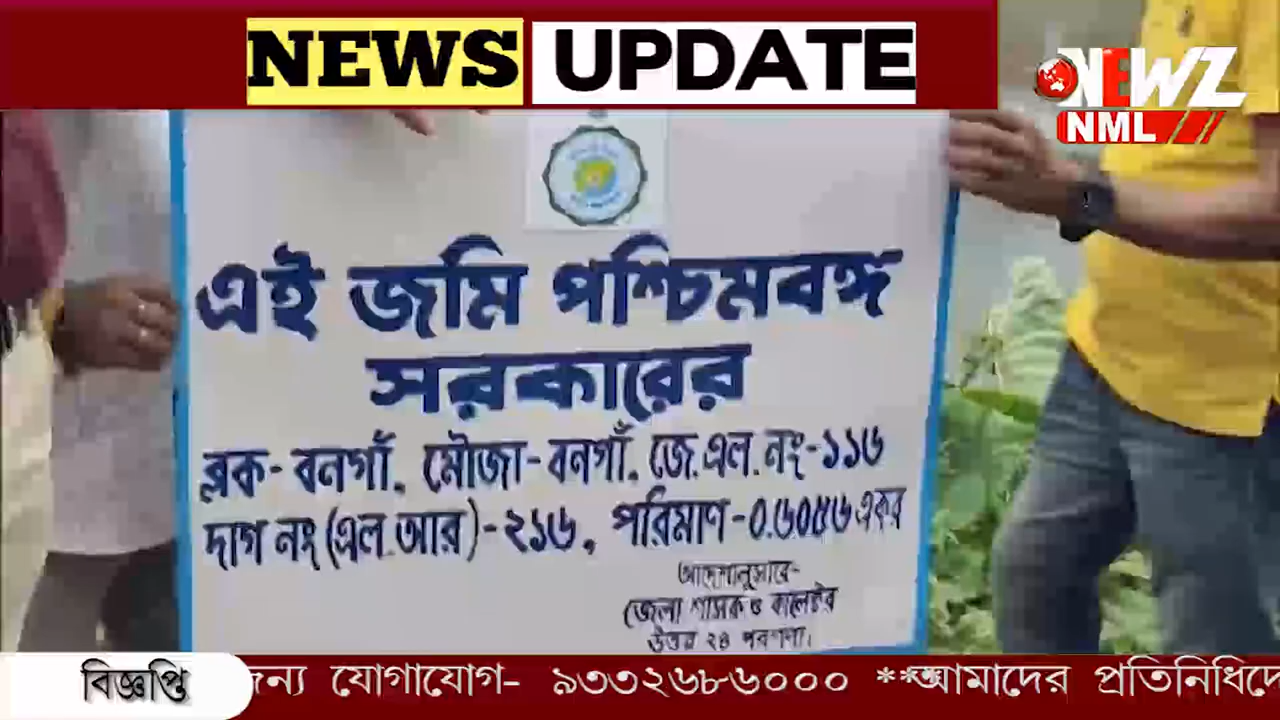 NEWS UPDATE
NEWZ
NML
এই জমি পশ্চিমবঙ্গ
সরকারের
ব্লক- বনগাঁ, মৌজা- বনগাঁ, জে.এল. নং-১১৬
দাগ নং (এল.আর)-২১৬, পরিমাণ-০.৬০৫৬ একর
আদেশানুসারে-
জেলা শাসক ও কালেক্টর
উত্তর ২৪ পরগণা।
বিজ্ঞপ্তি জন্য যোগাযোগ- ৯৩৩২৬৮৬০০০ ***আমাদের প্রতিনিধিদে